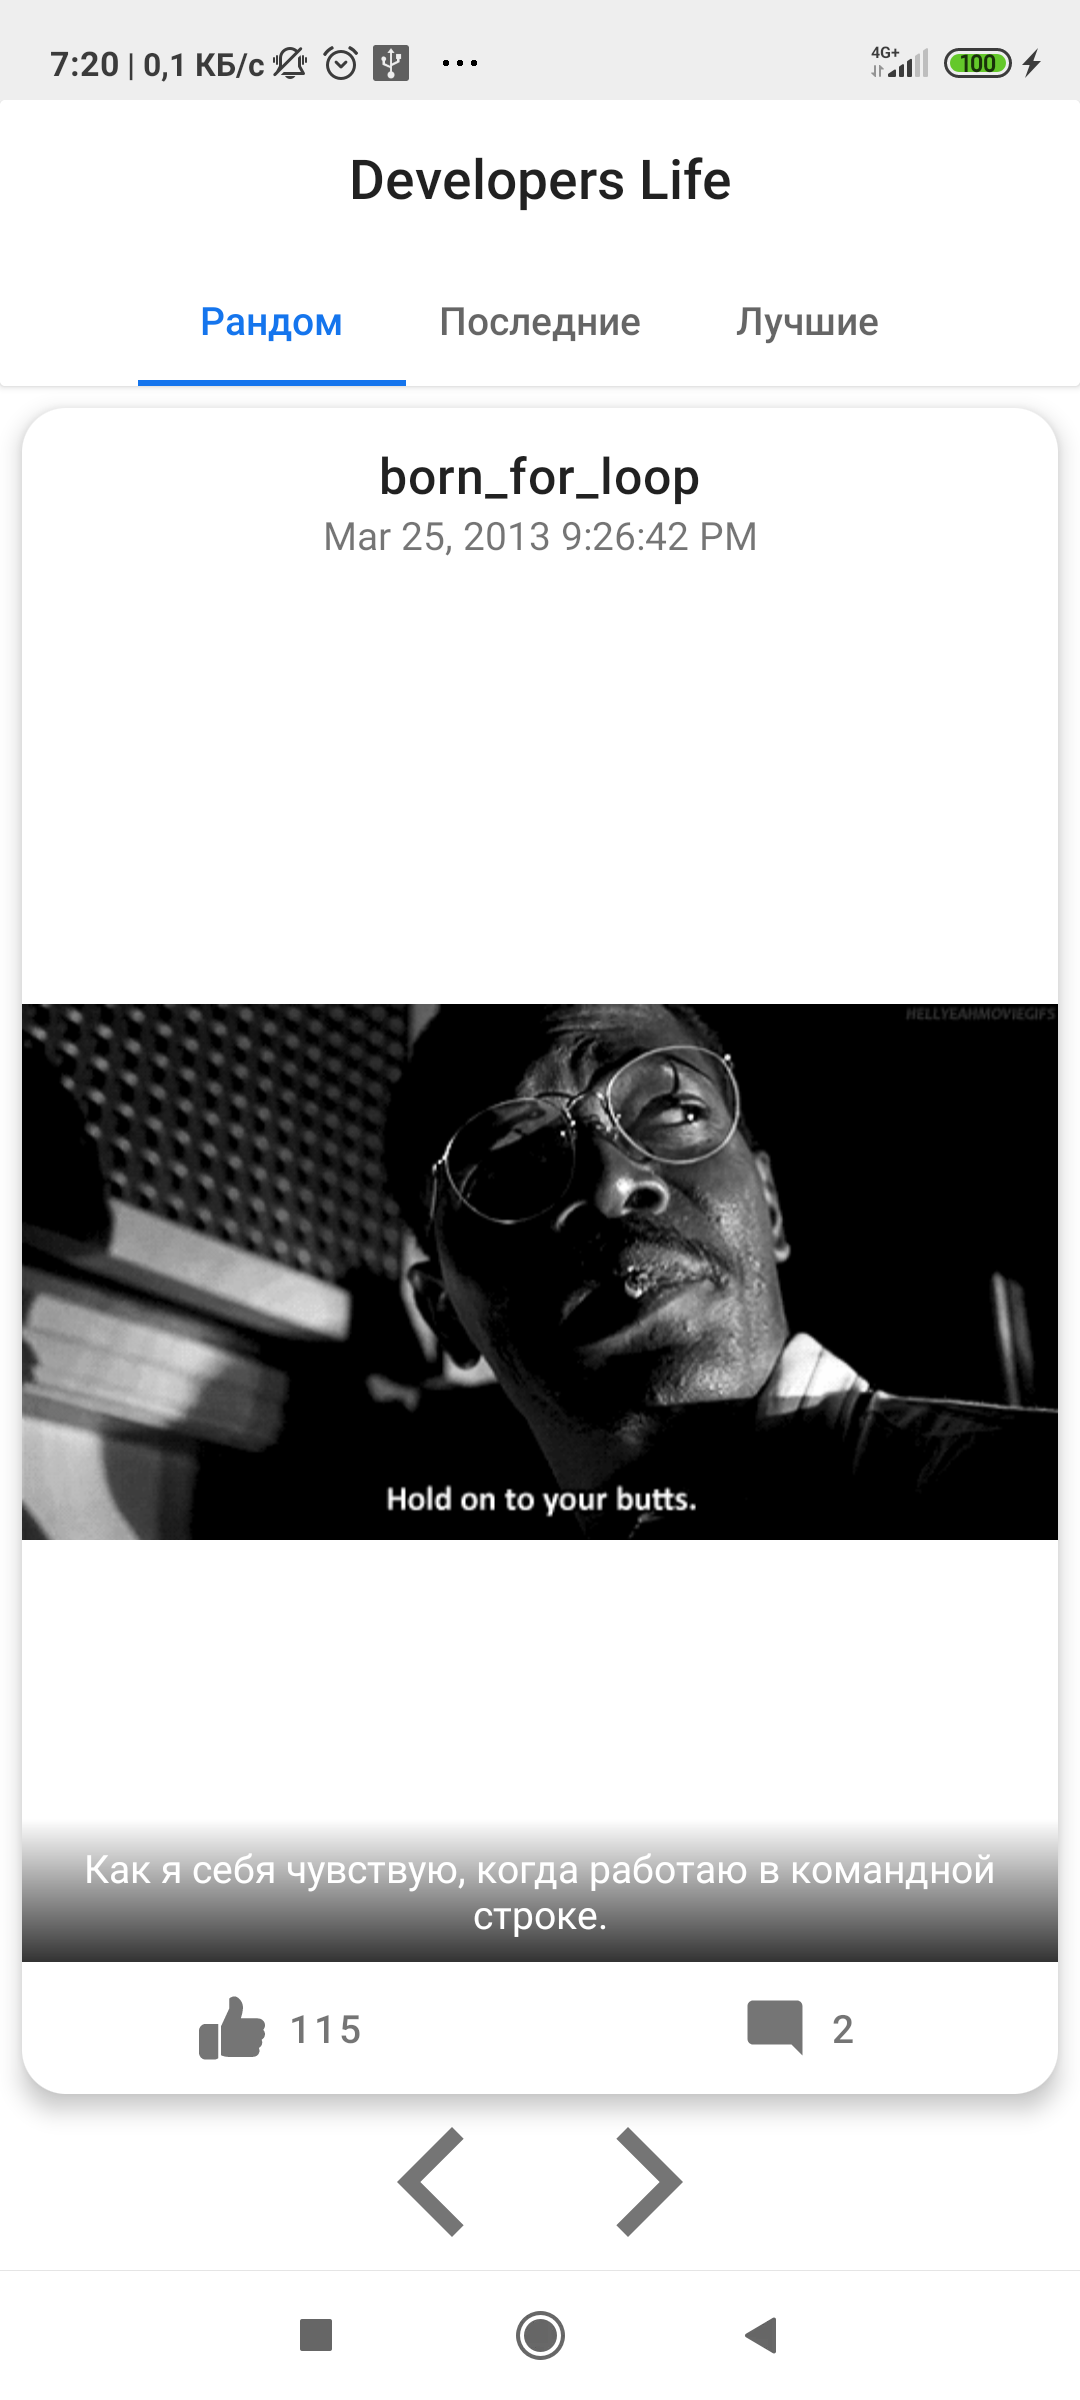 7:20 | 0,1 КБ/с
4G+
100
Developers Life
Рандом Последние Лучшие
born_for_loop
Mar 25, 2013 9:26:42 PM
HELLYEAHMOVIEGIFS
Hold on to your butts.
Как я себя чувствую, когда работаю в командной
строке.
115 2